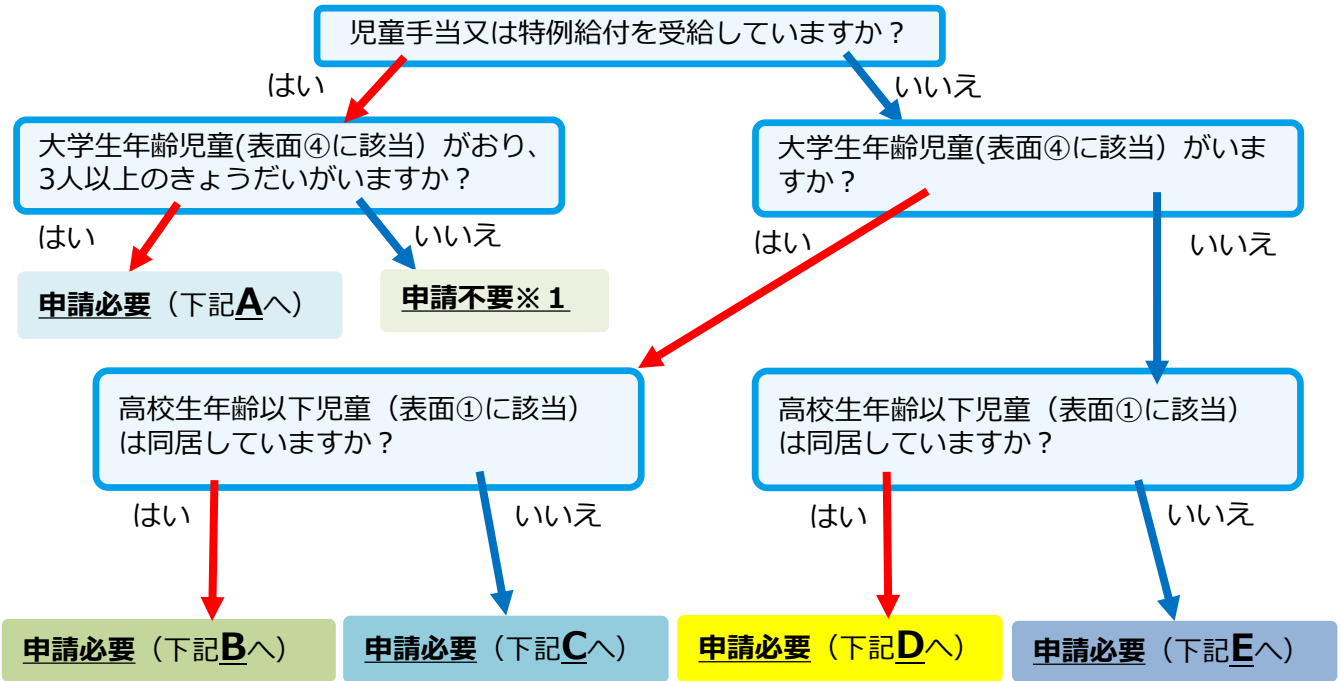 児童手当又は特例給付を受給していますか？
はい
いいえ
大学生年齢児童(表面④に該当）がおり、
3人以上のきょうだいがいますか？
大学生年齢児童(表面④に該当）がいま
すか？
はい
いいえ
はい
いいえ
申請必要（下記Aへ）
申請不要※１
高校生年齢以下児童（表面①に該当）
は同居していますか？
高校生年齢以下児童（表面①に該当）
は同居していますか？
はい
いいえ
はい
いいえ
申請必要（下記Bへ）
申請必要（下記Cへ）
申請必要（下記Dへ）
申請必要（下記Eへ）